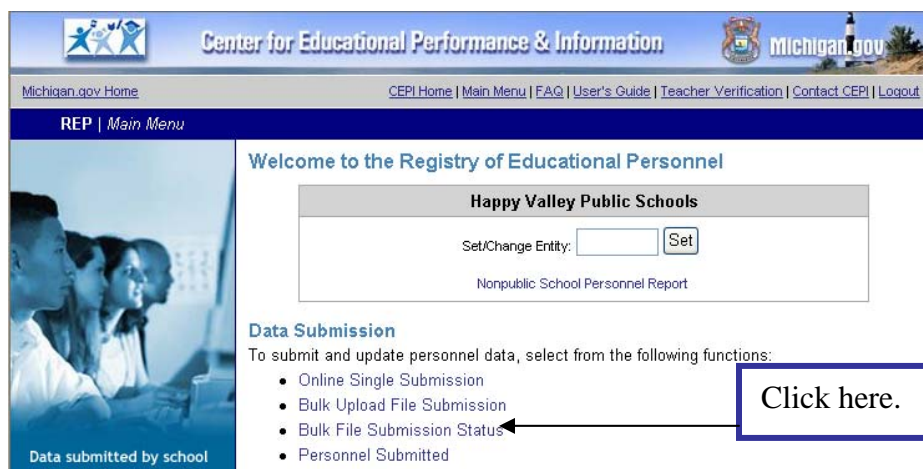 Center for Educational Performance & Information
Michigan.gov
Michigan.gov Home
CEPI Home | Main Menu | FAQ | User's Guide | Teacher Verification | Contact CEPI | Logout
REP | Main Menu
Welcome to the Registry of Educational Personnel
Happy Valley Public Schools
Set/Change Entity: Set
Nonpublic School Personnel Report
Data Submission
To submit and update personnel data, select from the following functions:
• Online Single Submission
• Bulk Upload File Submission
• Bulk File Submission Status
• Personnel Submitted
Click here.
Data submitted by school